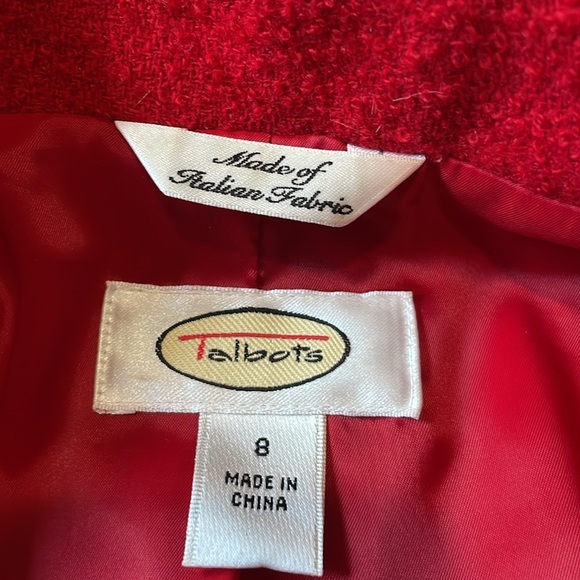 Made of
Italian Fabric
Talbots
8
MADE IN
CHINA